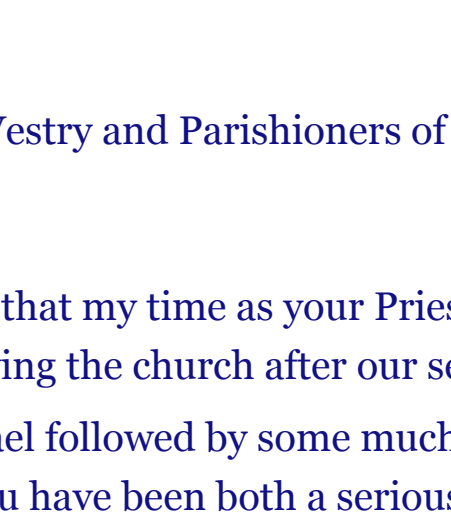 Vestry and Parishioners of
that my time as your Pries
ing the church after our se
el followed by some much
u have been both a serious